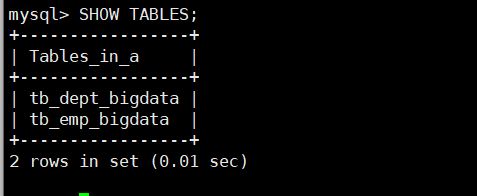 mysql> SHOW TABLES;
+-----------------+
| Tables_in_a     |
+-----------------+
| tb_dept_bigdata |
| tb_emp_bigdata  |
+-----------------+
2 rows in set (0.01 sec)